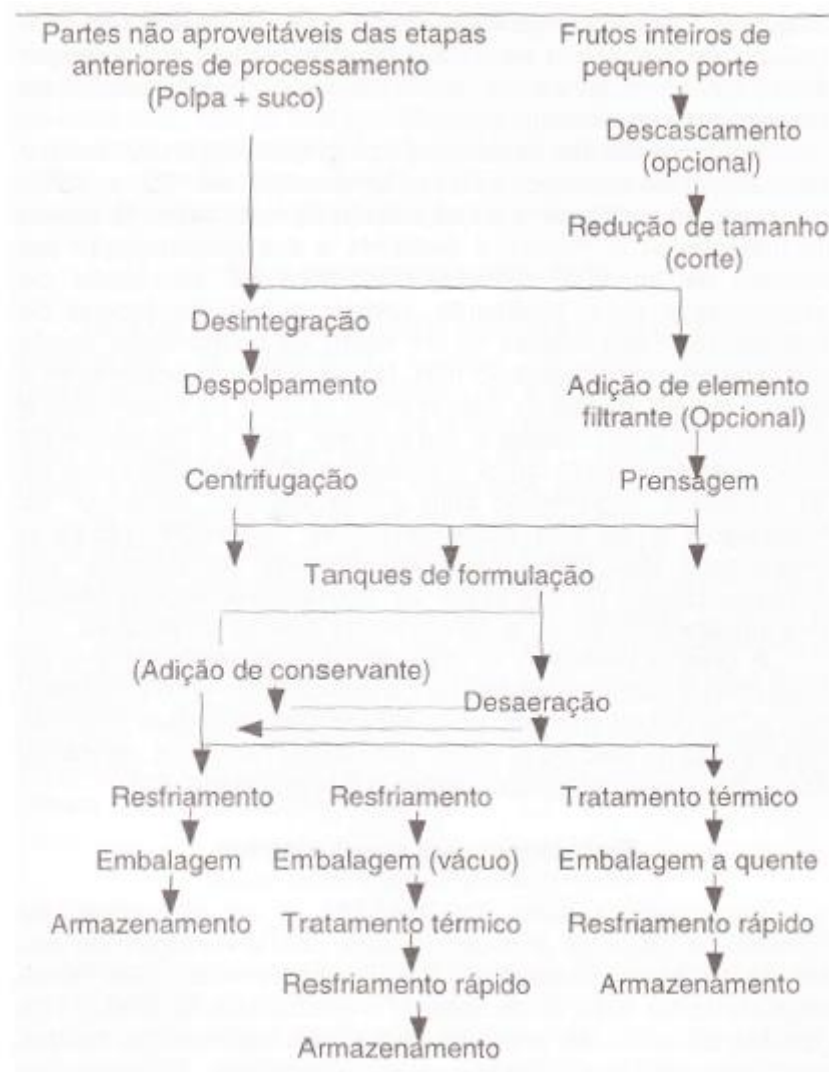 Partes não aproveitáveis das etapas
anteriores de processamento
(Polpa + suco)
Frutos inteiros de
pequeno porte
Descascamento
(opcional)
Redução de tamanho
(corte)
Desintegração
Despolpamento
Adição de elemento
filtrante (Opcional)
Centrifugação
Prensagem
Tanques de formulação
(Adição de conservante)
Desaeração
Resfriamento
Resfriamento
Tratamento térmico
Embalagem
Embalagem (vácuo)
Embalagem a quente
Armazenamento
Tratamento térmico
Resfriamento rápido
Resfriamento rápido
Armazenamento
Armazenamento